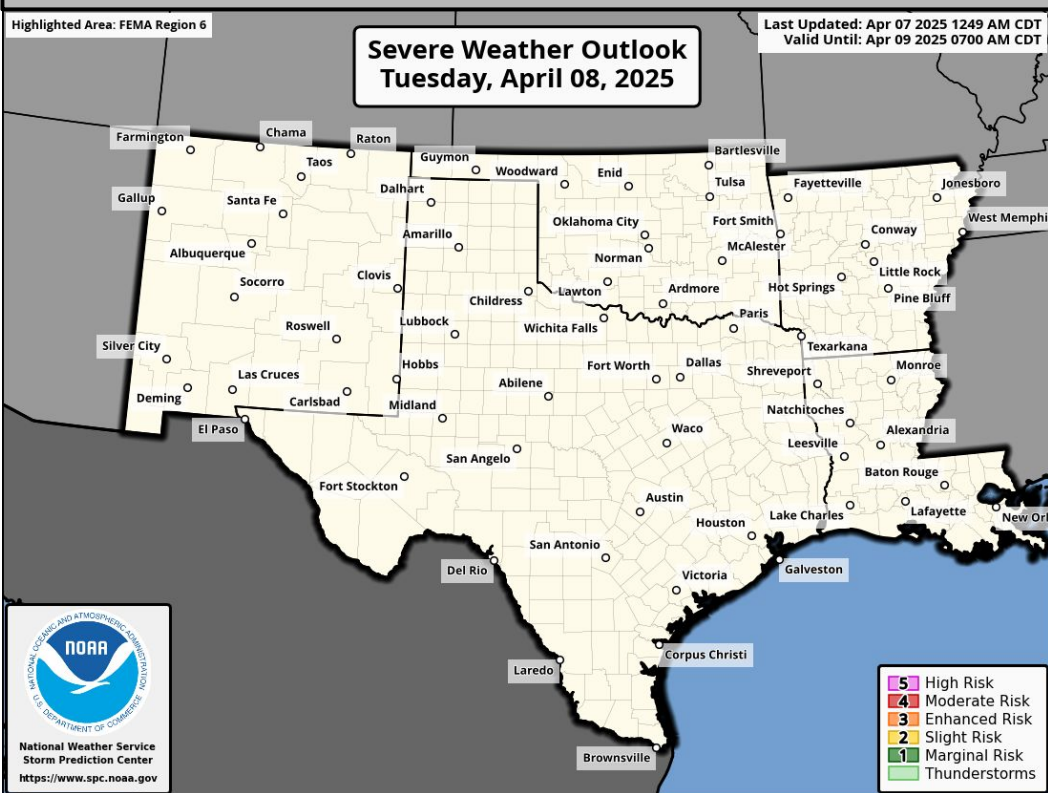 Highlighted Area: FEMA Region 6
Last Updated: Apr 07 2025 1249 AM CDT
Valid Until: Apr 09 2025 0700 AM CDT
Severe Weather Outlook
Tuesday, April 08, 2025
Farmington
Chama
Raton
Taos
Guymon
Woodward
Enid
Bartlesville
Tulsa
Fayetteville
Jonesboro
Gallup
Santa Fe
Dalhart
West Memphi
Albuquerque
Amarillo
Oklahoma City
Norman
Fort Smith
McAlester
Conway
Little Rock
Socorro
Clovis
Childress
Lawton
Ardmore
Hot Springs
Pine Bluff
Roswell
Lubbock
Wichita Falls
Paris
Texarkana
Silver City
Hobbs
Fort Worth
Dallas
Shreveport
Monroe
Las Cruces
Deming
Carlsbad
Midland
Abilene
Natchitoches
El Paso
Waco
Leesville
Alexandria
San Angelo
Fort Stockton
Baton Rouge
Austin
Houston
Lake Charles
Lafayette
New Orl
San Antonio
Del Rio
Galveston
Victoria
Laredo
Corpus Christi
Brownsville
NATIONAL OCEANIC AND ATMOSPHERIC ADMINISTRATION
NOAA
U.S. DEPARTMENT OF COMMERCE
National Weather Service
Storm Prediction Center
https://www.spc.noaa.gov
5 High Risk
4 Moderate Risk
3 Enhanced Risk
2 Slight Risk
1 Marginal Risk
Thunderstorms